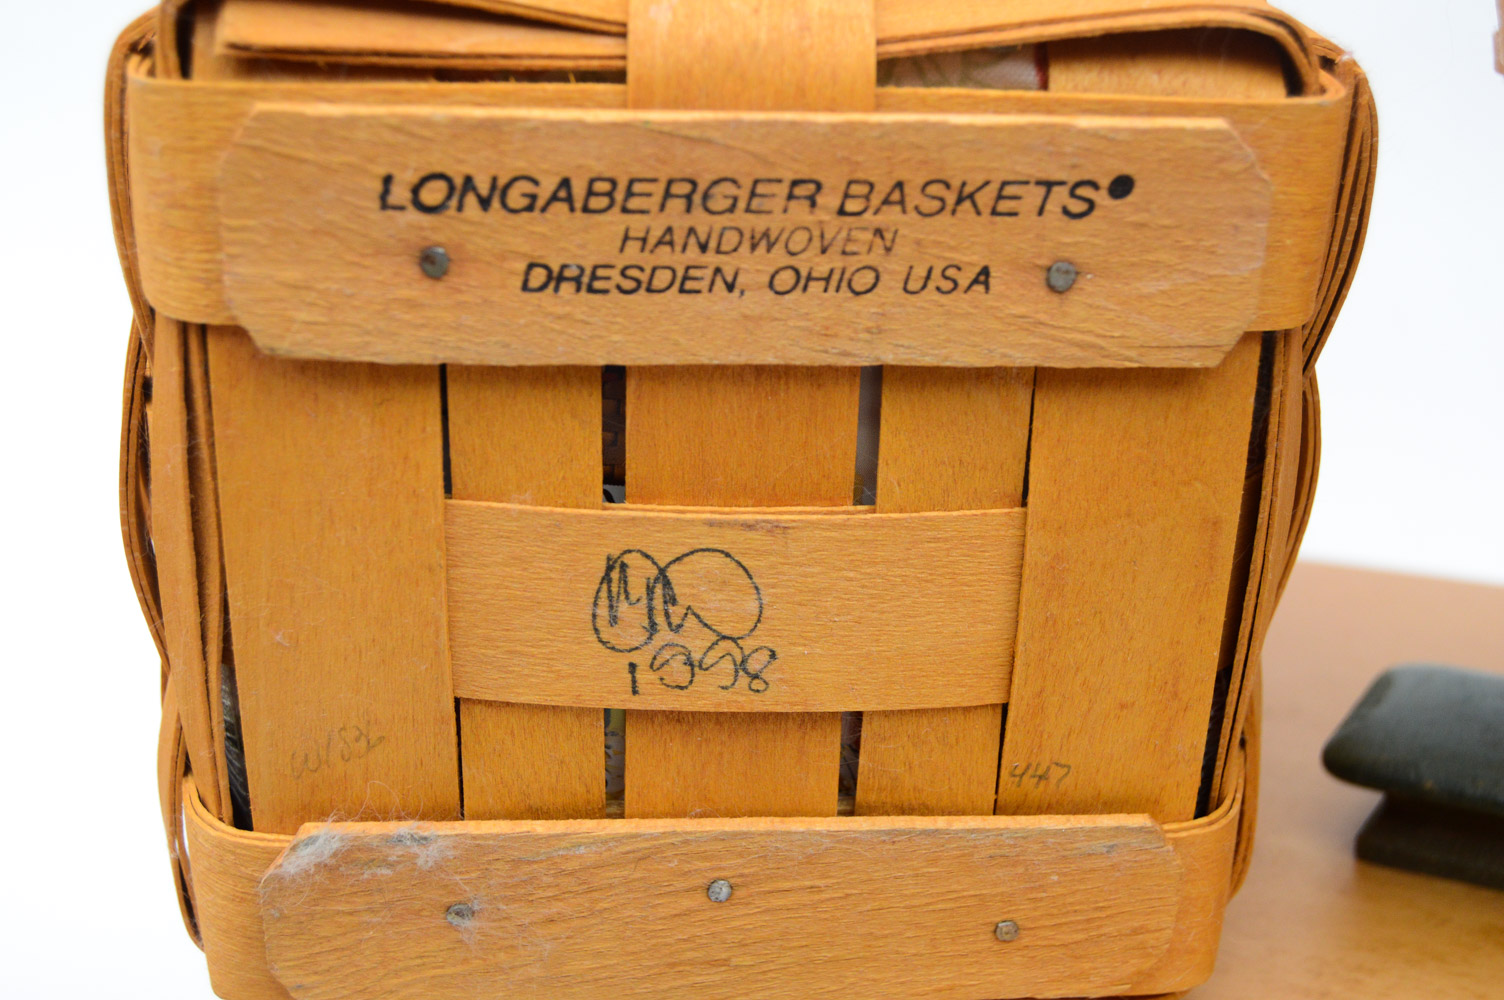 LONGABERGER BASKETS®
HANDWOVEN
DRESDEN, OHIO USA
1998
447